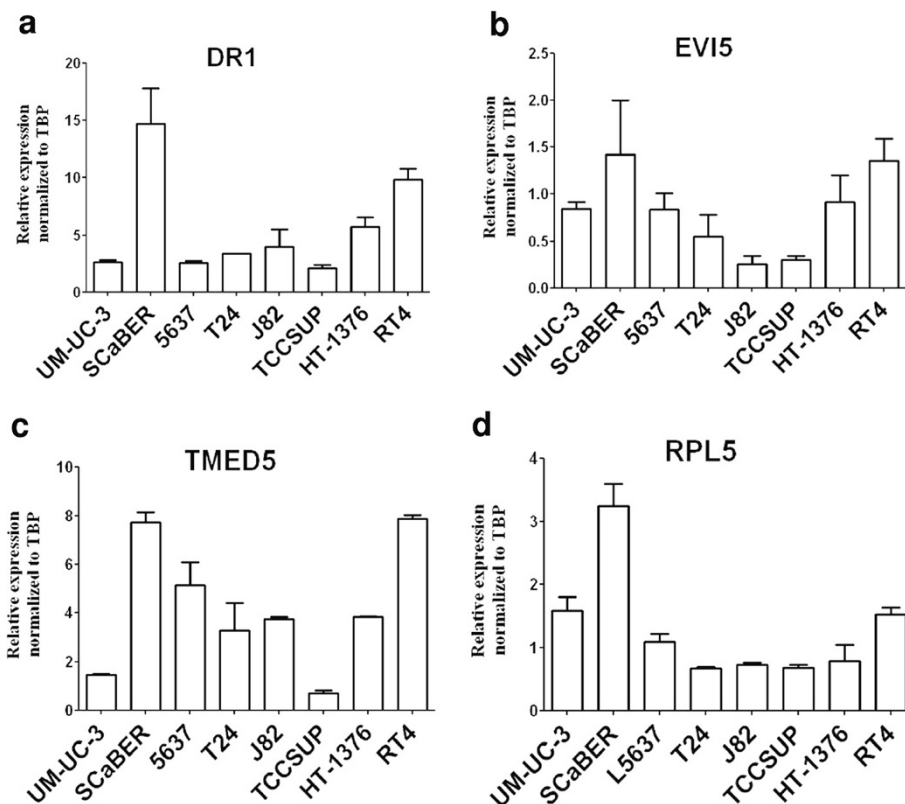 a
DR1
Relative expression
normalized to TBP
20
15
10
5
0
UM-UC-3
SCaBER
5637
T24
J82
TCCSUP
HT-1376
RT4
b
EVI5
Relative expression
normalized to TBP
2.5
2.0
1.5
1.0
0.5
0.0
UM-UC-3
SCaBER
5637
T24
J82
TCCSUP
HT-1376
RT4
c
TMED5
Relative expression
normalized to TBP
10
8
6
4
2
0
UM-UC-3
SCaBER
5637
T24
J82
TCCSUP
HT-1376
RT4
d
RPL5
Relative expression
normalized to TBP
4
3
2
1
0
UM-UC-3
SCaBER
L5637
T24
J82
TCCSUP
HT-1376
RT4